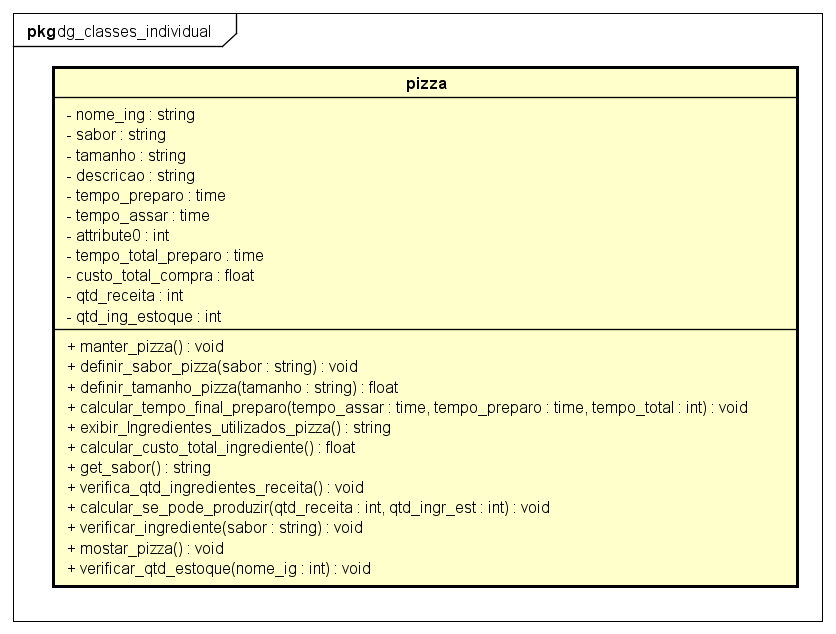 pkg dg_classes_individual
pizza
- nome_ing : string
- sabor : string
- tamanho : string
- descricao : string
- tempo_preparo : time
- tempo_assar : time
- attribute0 : int
- tempo_total_preparo : time
- custo_total_compra : float
- qtd_receita : int
- qtd_ing_estoque : int
+ manter_pizza() : void
+ definir_sabor_pizza(sabor : string) : void
+ definir_tamanho_pizza(tamanho : string) : float
+ calcular_tempo_final_preparo(tempo_assar : time, tempo_preparo : time, tempo_total : int) : void
+ exibir_Ingredientes_utilizados_pizza() : string
+ calcular_custo_total_ingrediente() : float
+ get_sabor() : string
+ verifica_qtd_ingredientes_receita() : void
+ calcular_se_pode_produzir(qtd_receita : int, qtd_ingr_est : int) : void
+ verificar_ingrediente(sabor : string) : void
+ mostar_pizza() : void
+ verificar_qtd_estoque(nome_ig : int) : void